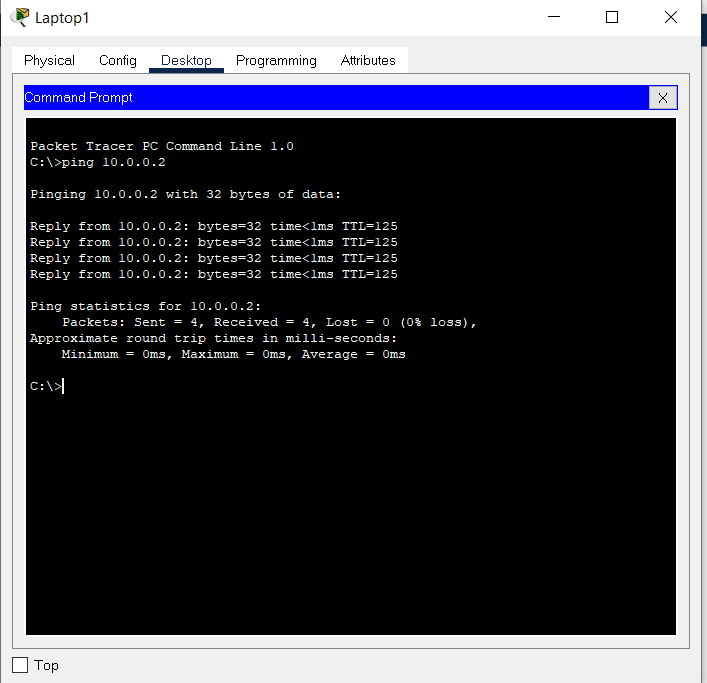 Laptop1
Physical Config Desktop Programming Attributes
Command Prompt X
Packet Tracer PC Command Line 1.0
C:\>ping 10.0.0.2
Pinging 10.0.0.2 with 32 bytes of data:
Reply from 10.0.0.2: bytes=32 time<1ms TTL=125
Reply from 10.0.0.2: bytes=32 time<1ms TTL=125
Reply from 10.0.0.2: bytes=32 time<1ms TTL=125
Reply from 10.0.0.2: bytes=32 time<1ms TTL=125
Ping statistics for 10.0.0.2:
    Packets: Sent = 4, Received = 4, Lost = 0 (0% loss),
Approximate round trip times in milli-seconds:
    Minimum = 0ms, Maximum = 0ms, Average = 0ms
C:\>
Top